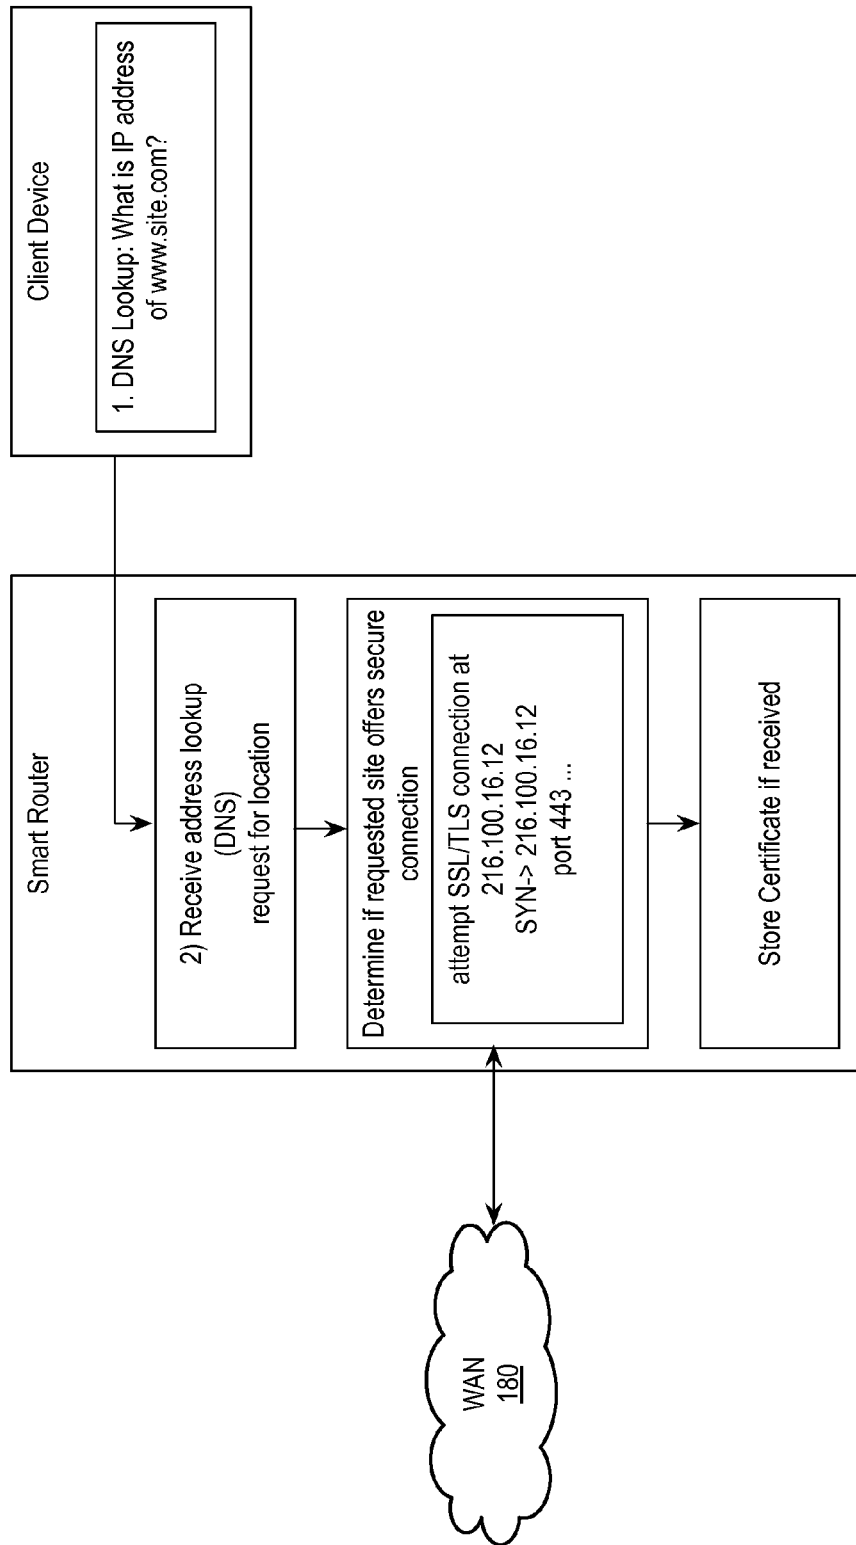 Client Device
1. DNS Lookup: What is IP address
of www.site.com?
Smart Router
2) Receive address lookup
(DNS)
request for location
Determine if requested site offers secure
connection
attempt SSL/TLS connection at
216.100.16.12
SYN-> 216.100.16.12
port 443 ...
Store Certificate if received
WAN
180